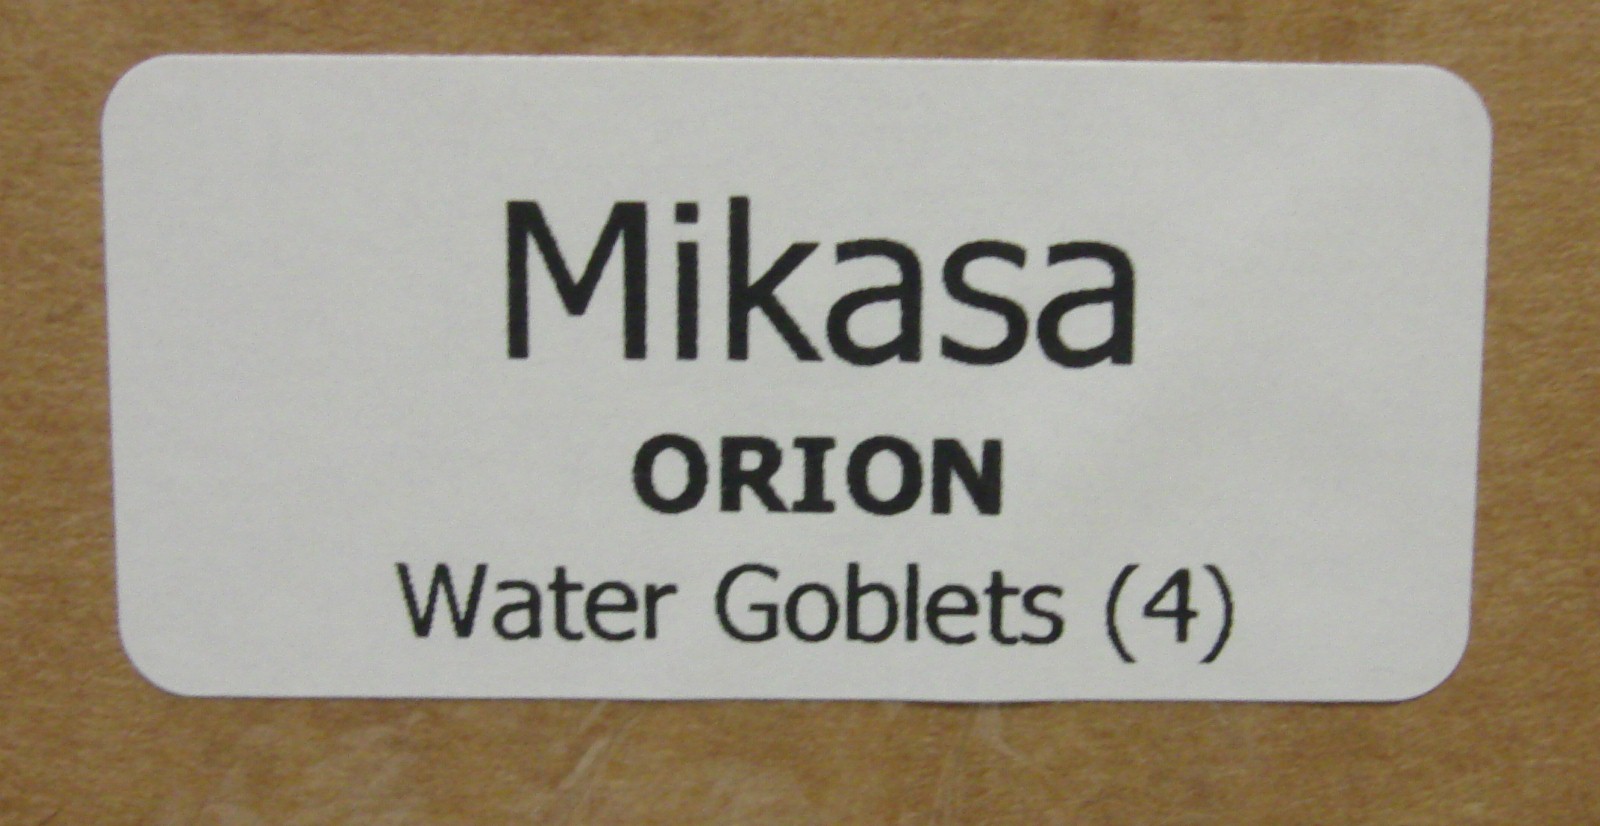 Mikasa
ORION
Water Goblets (4)